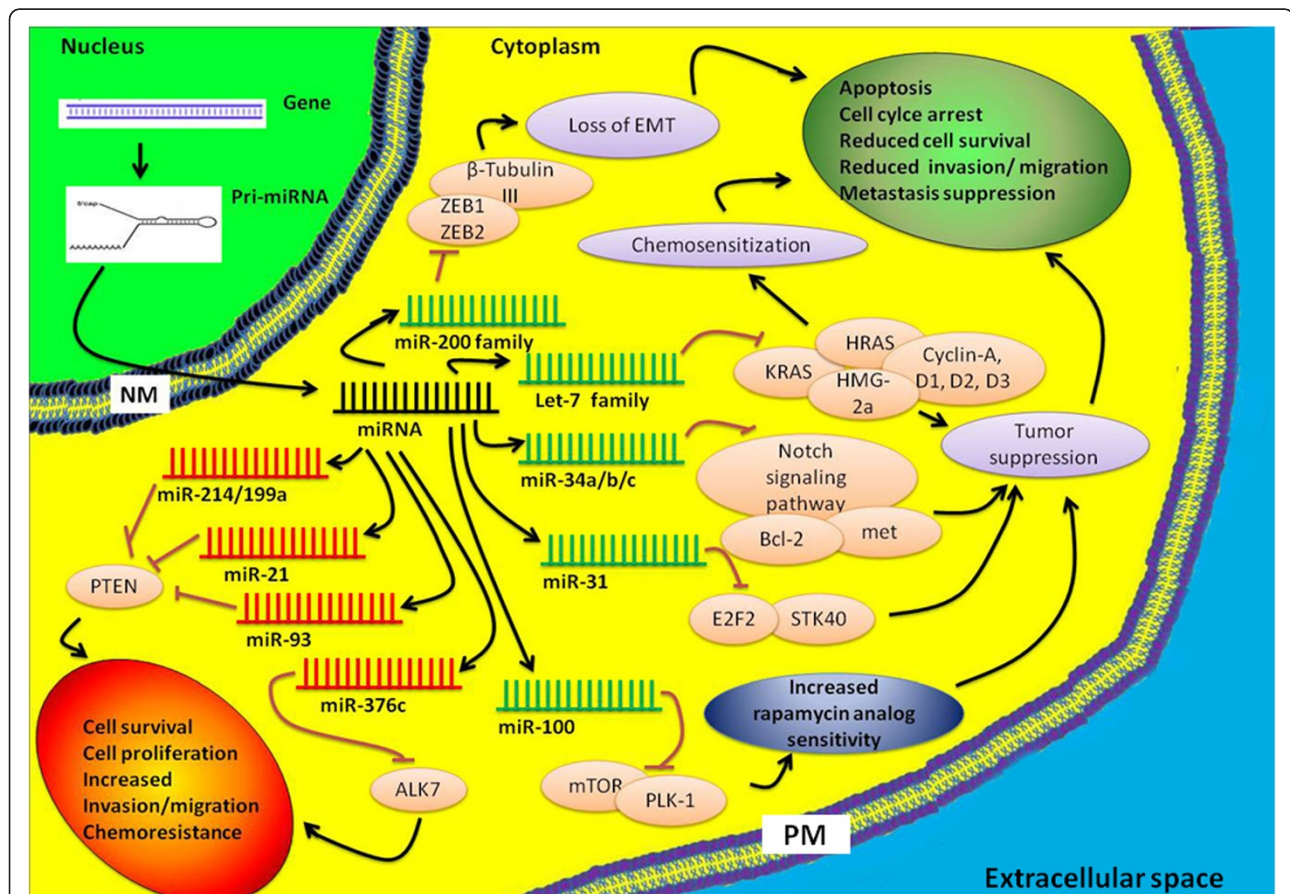 Nucleus
Cytoplasm
Gene
Pri-miRNA
5'cap
NM
Loss of EMT
β-Tubulin
III
ZEB1
ZEB2
Apoptosis
Cell cylce arrest
Reduced cell survival
Reduced invasion/ migration
Metastasis suppression
Chemosensitization
miR-200 family
Let-7 family
miRNA
HRAS
KRAS
Cyclin-A,
D1, D2, D3
HMG-
2a
Tumor
suppression
miR-34a/b/c
Notch
signaling
pathway
Bcl-2
met
miR-31
E2F2
STK40
miR-214/199a
miR-21
PTEN
miR-93
miR-376c
miR-100
Increased
rapamycin analog
sensitivity
Cell survival
Cell proliferation
Increased
Invasion/migration
Chemoresistance
ALK7
mTOR
PLK-1
PM
Extracellular space